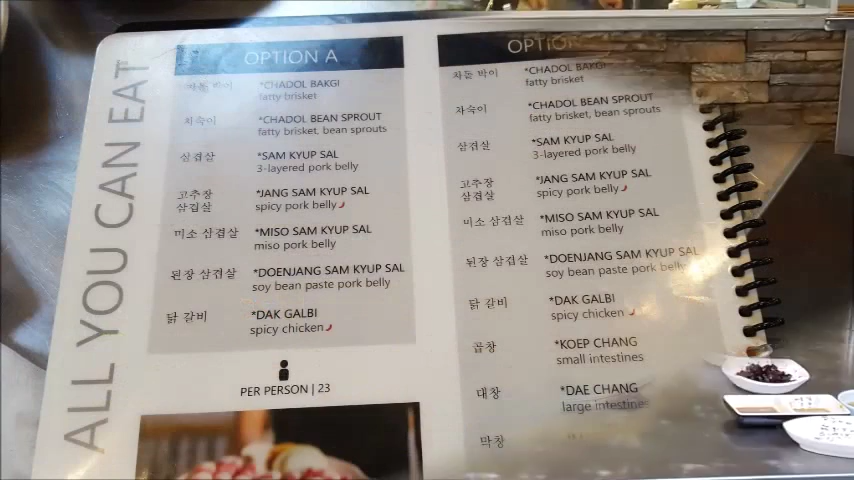 ALL YOU CAN EAT
OPTION A
차돌 박이 *CHADOL BAKGI
fatty brisket
차숙이 *CHADOL BEAN SPROUT
fatty brisket, bean sprouts
삼겹살 *SAM KYUP SAL
3-layered pork belly
고추장 *JANG SAM KYUP SAL
삼겹살 spicy pork belly
미소 삼겹살 *MISO SAM KYUP SAL
miso pork belly
된장 삼겹살 *DOENJANG SAM KYUP SAL
soy bean paste pork belly
닭 갈비 *DAK GALBI
spicy chicken
PER PERSON | 23
OPTION
차돌 박이 *CHADOL BAKGI
fatty brisket
차숙이 *CHADOL BEAN SPROUT
fatty brisket, bean sprouts
삼겹살 *SAM KYUP SAL
3-layered pork belly
고추장 *JANG SAM KYUP SAL
삼겹살 spicy pork belly
미소 삼겹살 *MISO SAM KYUP SAL
miso pork belly
된장 삼겹살 *DOENJANG SAM KYUP SAL
soy bean paste pork belly
닭 갈비 *DAK GALBI
spicy chicken
곱창 *KOEP CHANG
small intestines
대창 *DAE CHANG
large intestines
막창